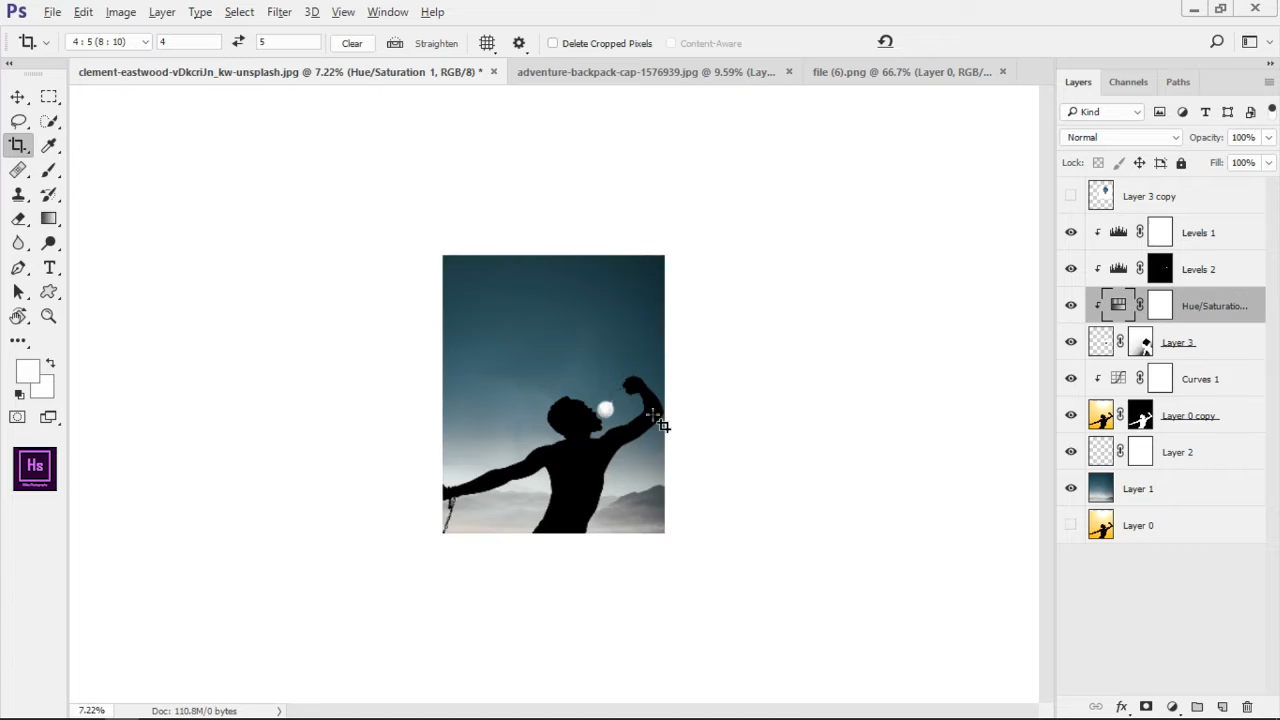 Ps File Edit Image Layer Type Select Filter 3D View Window Help
4 : 5 (8 : 10) 4 5 Clear Straighten Delete Cropped Pixels Content-Aware
clement-eastwood-vDkcriJn_kw-unsplash.jpg @ 7.22% (Hue/Saturation 1, RGB/8) * adventure-backpack-cap-1576939.jpg @ 9.59% (Lay... file (6).png @ 66.7% (Layer 0, RGB/...
Layers Channels Paths
Kind
Normal Opacity: 100%
Lock: Fill: 100%
Layer 3 copy
Levels 1
Levels 2
Hue/Saturatio...
Layer 3
Curves 1
Layer 0 copy
Layer 2
Layer 1
Layer 0
Hs
7.22% Doc: 110.8M/0 bytes